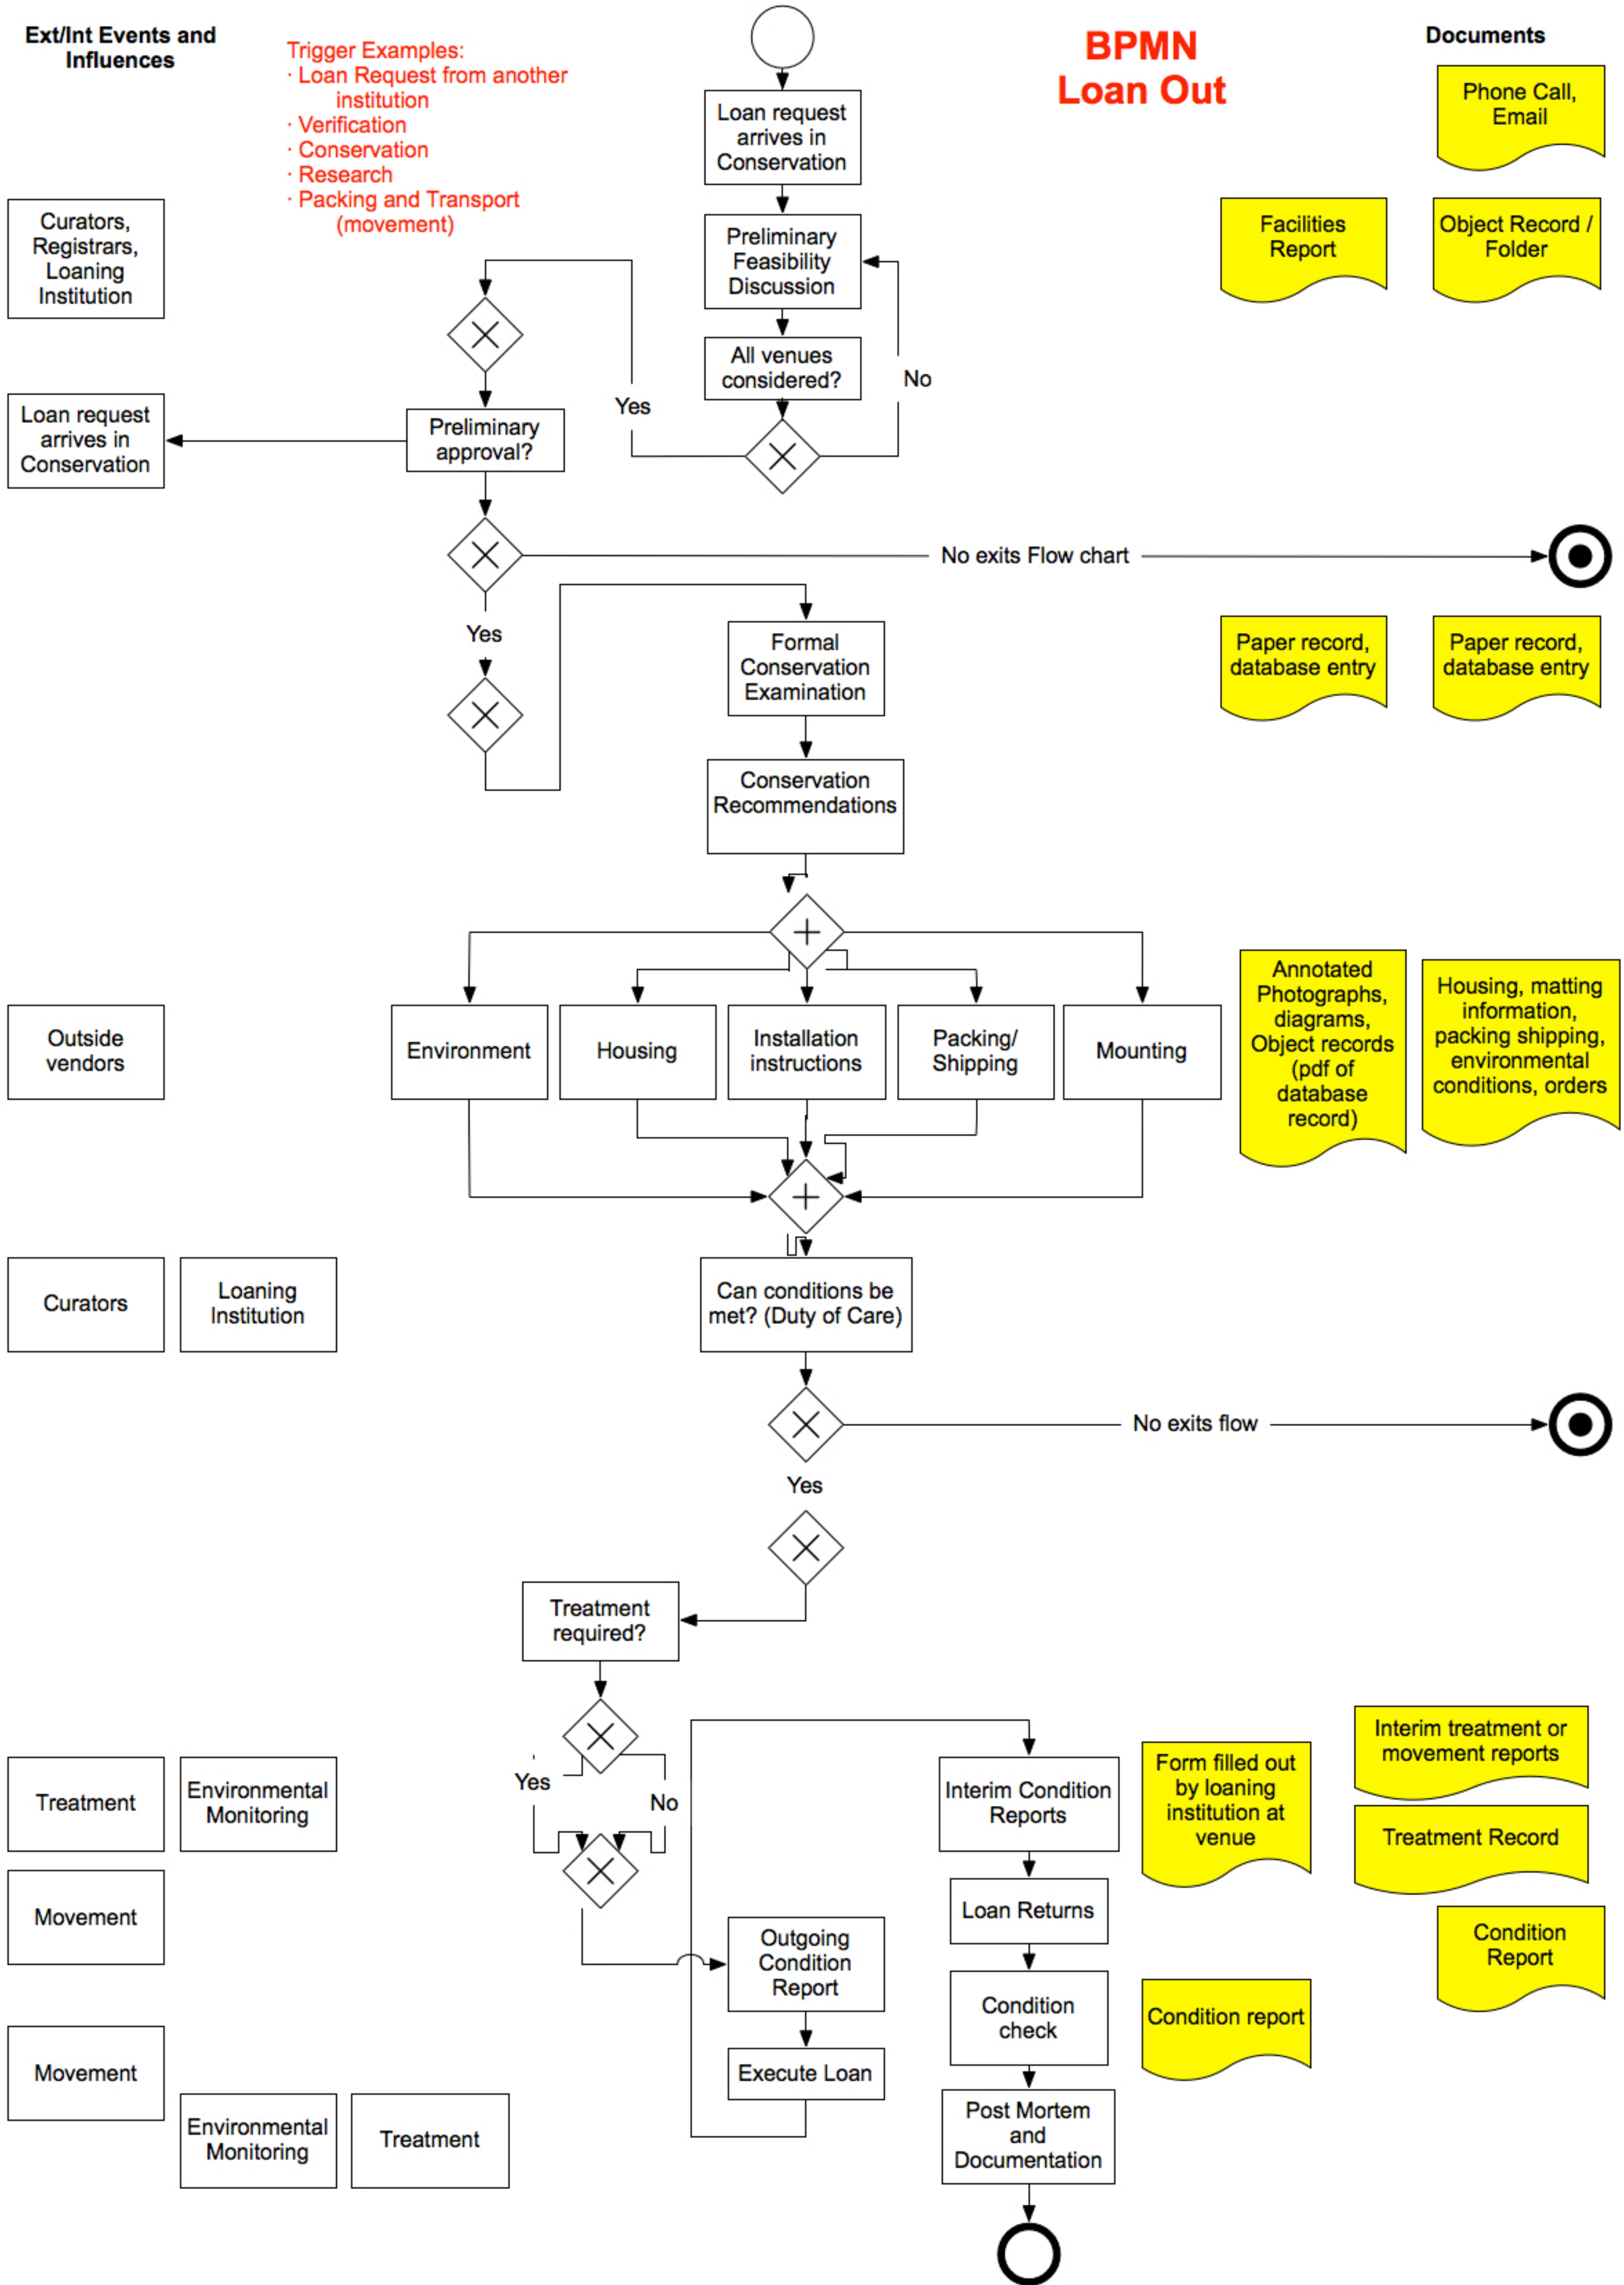 Ext/Int Events and
Influences
Trigger Examples:
· Loan Request from another
institution
· Verification
· Conservation
· Research
· Packing and Transport
(movement)
BPMN
Loan Out
Documents
Phone Call,
Email
Loan request
arrives in
Conservation
Curators,
Registrars,
Loaning
Institution
Preliminary
Feasibility
Discussion
Facilities
Report
Object Record /
Folder
All venues
considered?
No
Yes
Loan request
arrives in
Conservation
Preliminary
approval?
No exits Flow chart
Yes
Formal
Conservation
Examination
Paper record,
database entry
Paper record,
database entry
Conservation
Recommendations
Outside
vendors
Environment
Housing
Installation
instructions
Packing/
Shipping
Mounting
Annotated
Photographs,
diagrams,
Object records
(pdf of
database
record)
Housing, matting
information,
packing shipping,
environmental
conditions, orders
Curators
Loaning
Institution
Can conditions be
met? (Duty of Care)
No exits flow
Yes
Treatment
required?
Yes
No
Treatment
Environmental
Monitoring
Interim Condition
Reports
Form filled out
by loaning
institution at
venue
Interim treatment or
movement reports
Treatment Record
Movement
Loan Returns
Outgoing
Condition
Report
Condition
Report
Condition
check
Condition report
Movement
Execute Loan
Environmental
Monitoring
Treatment
Post Mortem
and
Documentation